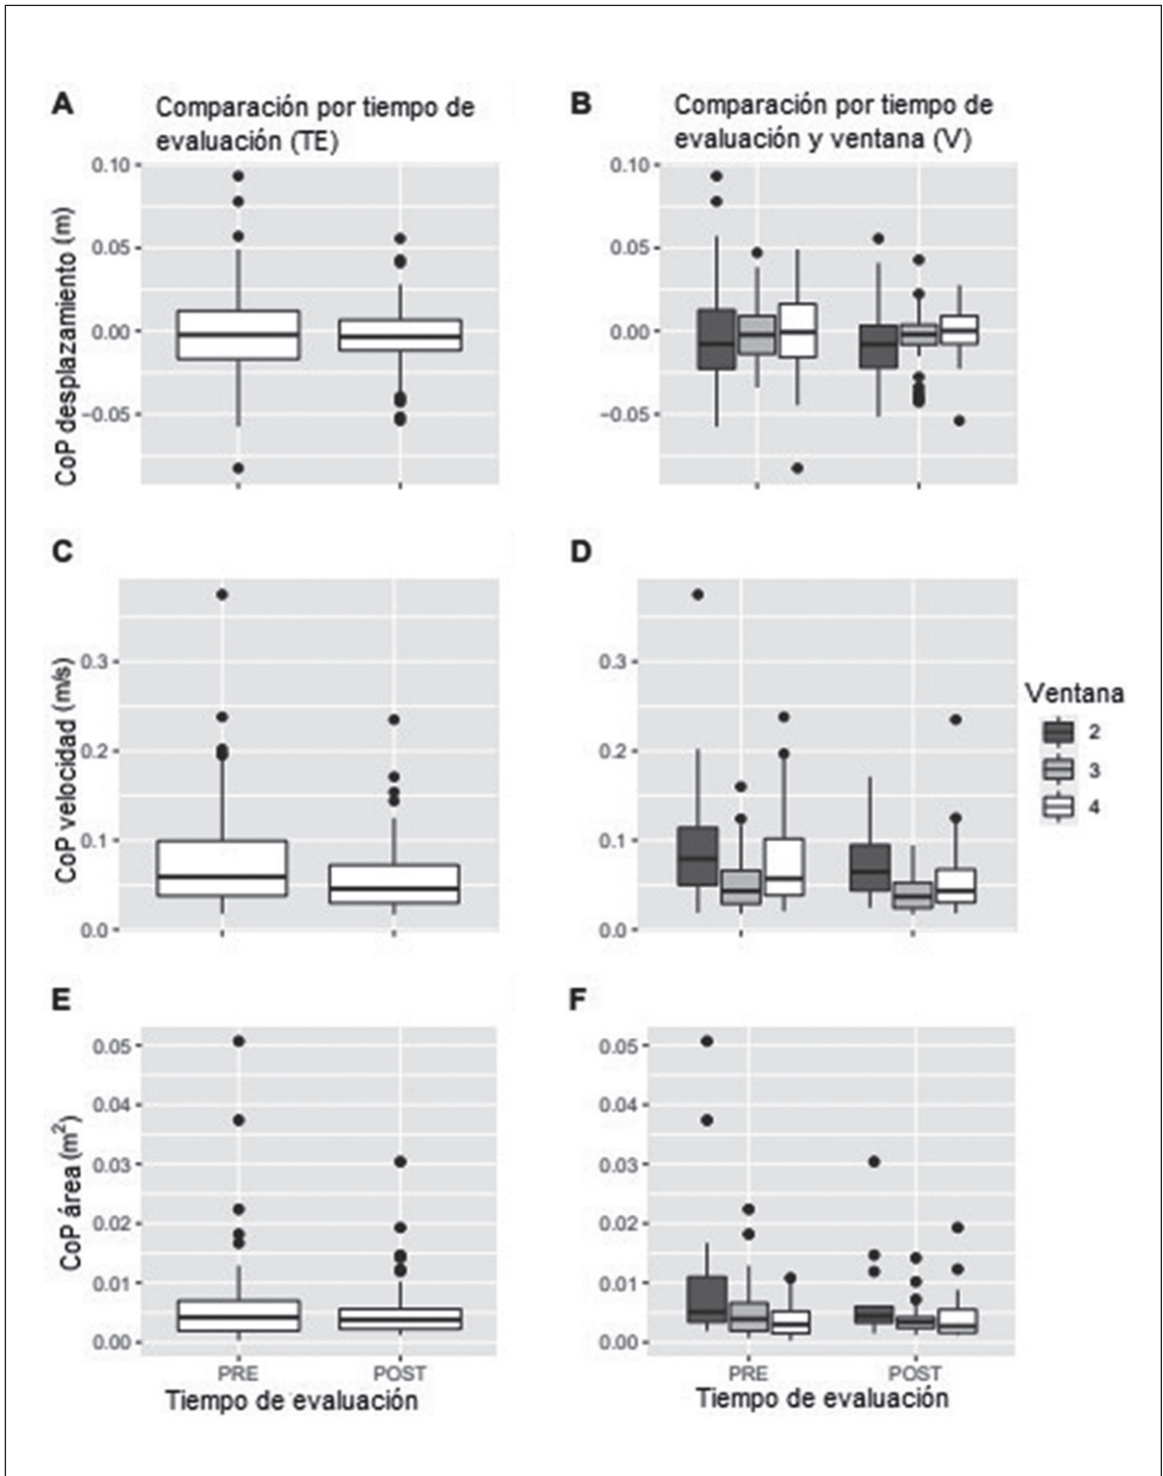 A
Comparación por tiempo de
evaluación (TE)
0.10
0.05
0.00
−0.05
CoP desplazamiento (m)
B
Comparación por tiempo de
evaluación y ventana (V)
0.10
0.05
0.00
−0.05
C
0.3
0.2
0.1
0.0
CoP velocidad (m/s)
D
0.3
0.2
0.1
0.0
Ventana
2
3
4
E
0.05
0.04
0.03
0.02
0.01
0.00
CoP área (m²)
PRE
POST
Tiempo de evaluación
F
0.05
0.04
0.03
0.02
0.01
0.00
PRE
POST
Tiempo de evaluación